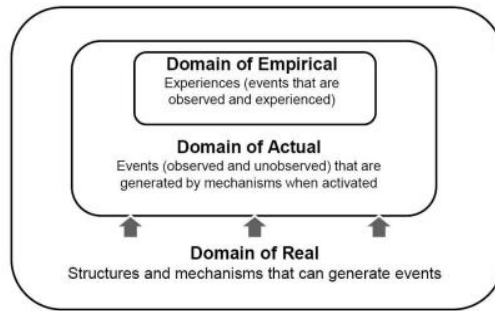 Domain of Empirical
Experiences (events that are
observed and experienced)
Domain of Actual
Events (observed and unobserved) that are
generated by mechanisms when activated
Domain of Real
Structures and mechanisms that can generate events